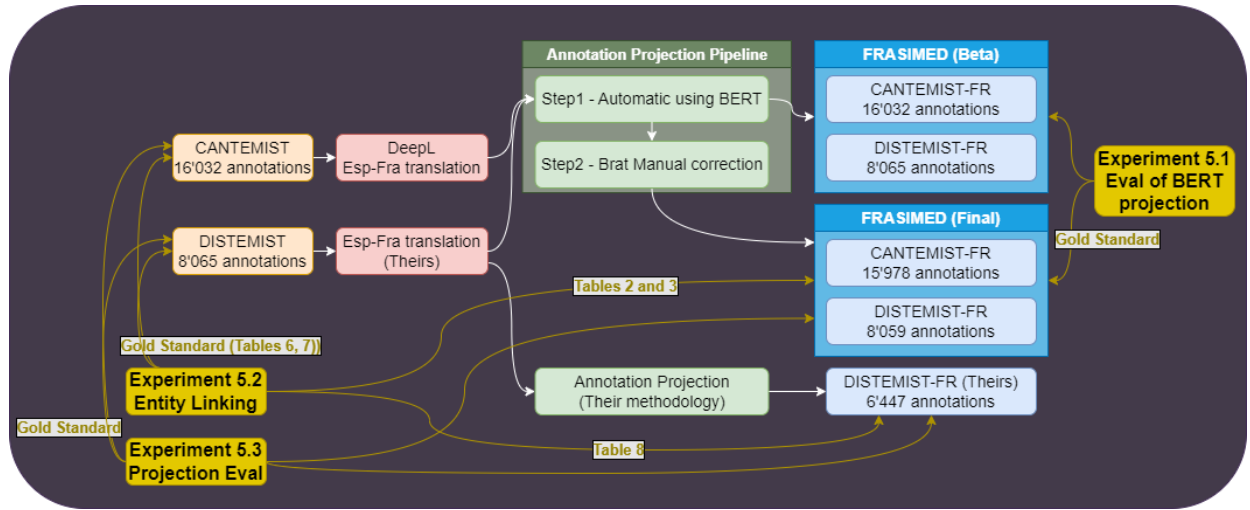 Annotation Projection Pipeline
Step1 - Automatic using BERT
Step2 - Brat Manual correction
FRASIMED (Beta)
CANTEMIST-FR
16'032 annotations
DISTEMIST-FR
8'065 annotations
CANTEMIST
16'032 annotations
DeepL
Esp-Fra translation
Experiment 5.1
Eval of BERT
projection
DISTEMIST
8'065 annotations
Esp-Fra translation
(Theirs)
FRASIMED (Final)
CANTEMIST-FR
15'978 annotations
DISTEMIST-FR
8'059 annotations
Gold Standard
Tables 2 and 3
Gold Standard (Tables 6, 7))
Experiment 5.2
Entity Linking
Annotation Projection
(Their methodology)
DISTEMIST-FR (Theirs)
6'447 annotations
Gold Standard
Experiment 5.3
Projection Eval
Table 8